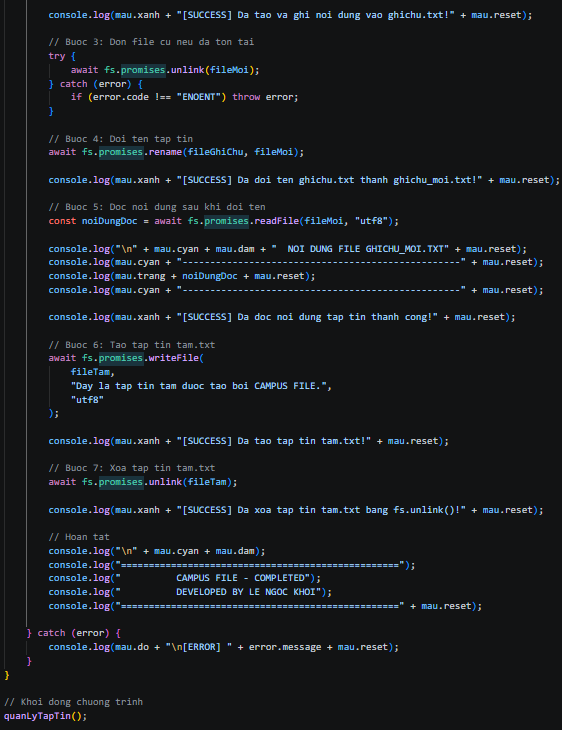 console.log(mau.xanh + "[SUCCESS] Da tao va ghi noi dung vao ghichu.txt!" + mau.reset);
// Buoc 3: Don file cu neu da ton tai
try {
await fs.promises.unlink(fileMoi);
} catch (error) {
if (error.code !== "ENOENT") throw error;
}
// Buoc 4: Doi ten tap tin
await fs.promises.rename(fileGhiChu, fileMoi);
console.log(mau.xanh + "[SUCCESS] Da doi ten ghichu.txt thanh ghichu_moi.txt!" + mau.reset);
// Buoc 5: Doc noi dung sau khi doi ten
const noiDungDoc = await fs.promises.readFile(fileMoi, "utf8");
console.log("\n" + mau.cyan + mau.dam + "  NOI DUNG FILE GHICHU_MOI.TXT" + mau.reset);
console.log(mau.cyan + "--------------------------------------------------" + mau.reset);
console.log(mau.trang + noiDungDoc + mau.reset);
console.log(mau.cyan + "--------------------------------------------------" + mau.reset);
console.log(mau.xanh + "[SUCCESS] Da doc noi dung tap tin thanh cong!" + mau.reset);
// Buoc 6: Tao tap tin tam.txt
await fs.promises.writeFile(
fileTam,
"Day la tap tin tam duoc tao boi CAMPUS FILE.",
"utf8"
);
console.log(mau.xanh + "[SUCCESS] Da tao tap tin tam.txt!" + mau.reset);
// Buoc 7: Xoa tap tin tam.txt
await fs.promises.unlink(fileTam);
console.log(mau.xanh + "[SUCCESS] Da xoa tap tin tam.txt bang fs.unlink()!" + mau.reset);
// Hoan tat
console.log("\n" + mau.cyan + mau.dam);
console.log("==================================================");
console.log("          CAMPUS FILE - COMPLETED");
console.log("          DEVELOPED BY LE NGOC KHOI");
console.log("==================================================" + mau.reset);
} catch (error) {
console.log(mau.do + "\n[ERROR] " + error.message + mau.reset);
}
}
// Khoi dong chuong trinh
quanLyTapTin();